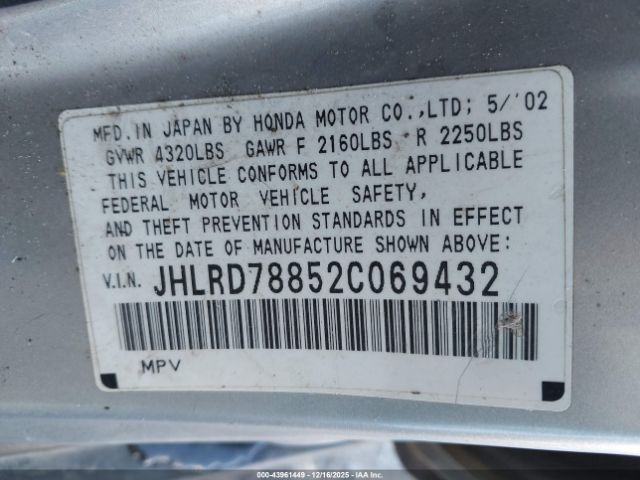 MFD. IN JAPAN BY HONDA MOTOR CO.,LTD; 5/'02
GVWR 4320LBS GAWR F 2160LBS R 2250LBS
THIS VEHICLE CONFORMS TO ALL APPLICABLE
FEDERAL MOTOR VEHICLE SAFETY,
AND THEFT PREVENTION STANDARDS IN EFFECT
ON THE DATE OF MANUFACTURE SHOWN ABOVE:
V.I.N. JHLRD78852C069432
MPV
000-43961449 | 12/16/2025 | IAA Inc.